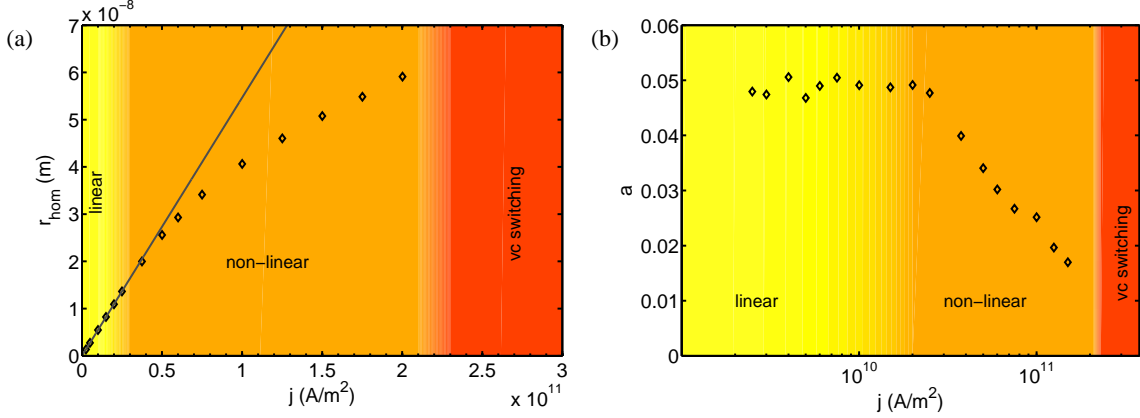 (a)
7
x 10⁻⁸
6
5
4
3
2
1
0
r_hom (m)
linear
non−linear
vc switching
0
0.5
1
1.5
2
2.5
3
x 10¹¹
j (A/m²)
(b)
0.06
0.05
0.04
0.03
0.02
0.01
0
a
linear
non−linear
vc switching
10¹⁰
10¹¹
j (A/m²)